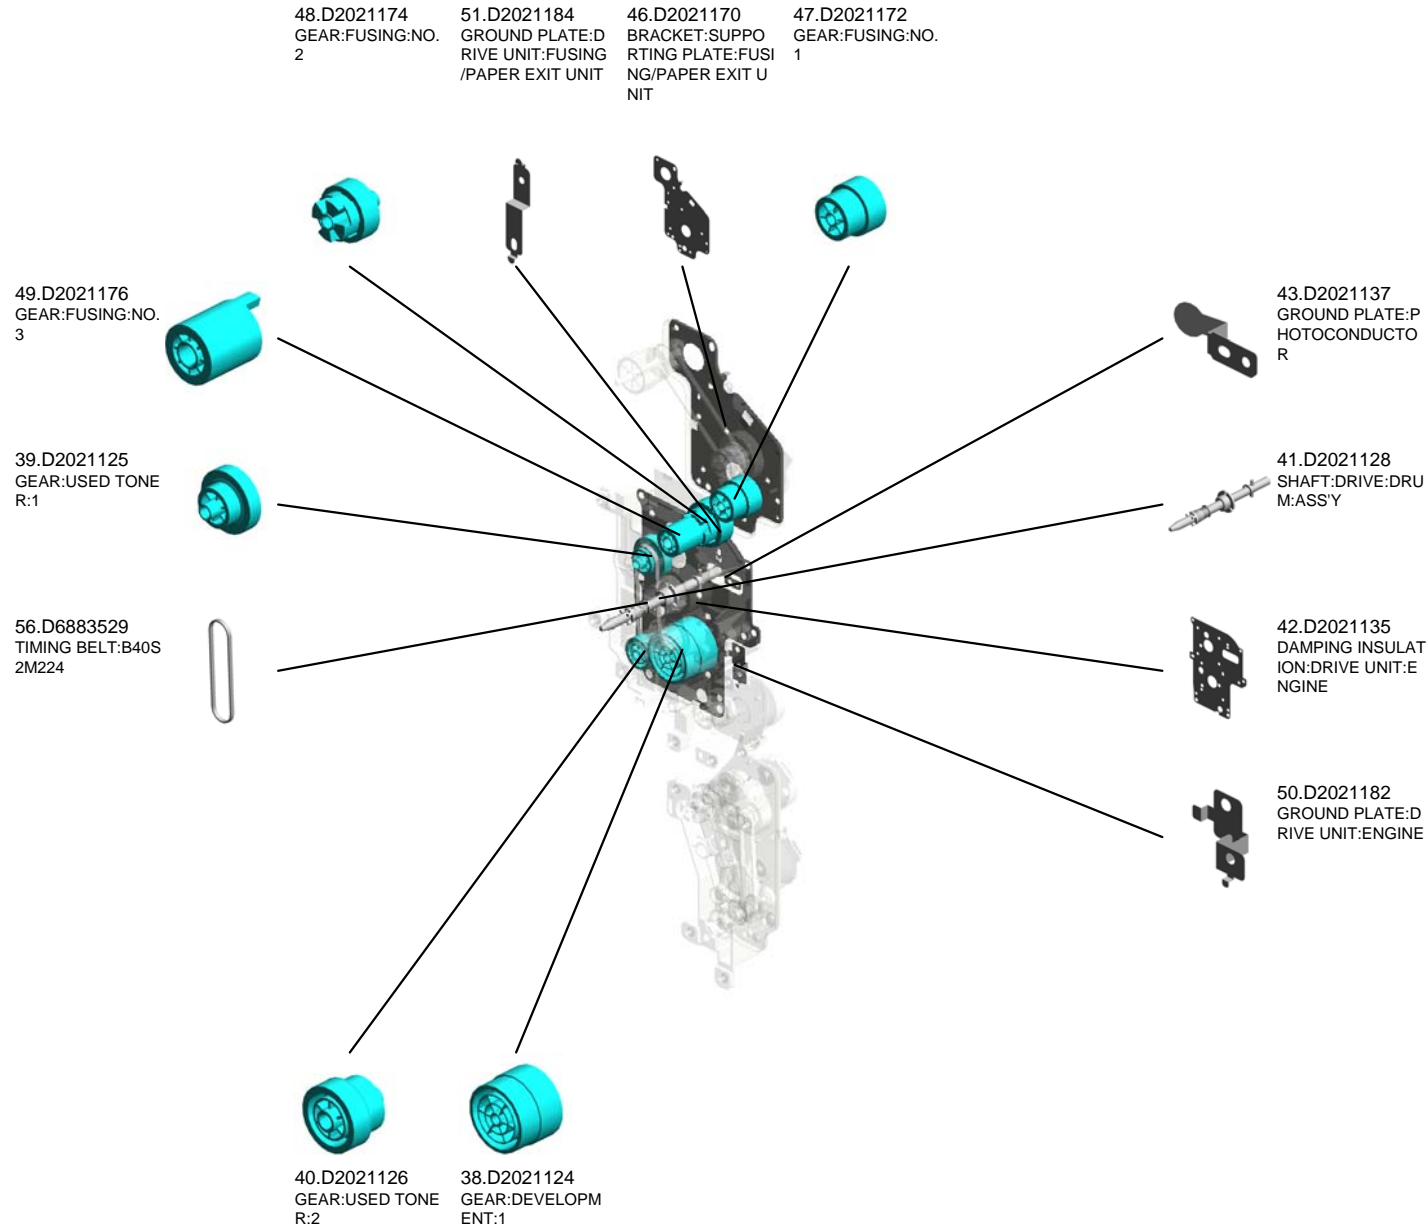 48.D2021174
GEAR:FUSING:NO.
2
51.D2021184
GROUND PLATE:D
RIVE UNIT:FUSING
/PAPER EXIT UNIT
46.D2021170
BRACKET:SUPPO
RTING PLATE:FUSI
NG/PAPER EXIT U
NIT
47.D2021172
GEAR:FUSING:NO.
1
49.D2021176
GEAR:FUSING:NO.
3
43.D2021137
GROUND PLATE:P
HOTOCONDUCTO
R
39.D2021125
GEAR:USED TONE
R:1
41.D2021128
SHAFT:DRIVE:DRU
M:ASS'Y
56.D6883529
TIMING BELT:B40S
2M224
42.D2021135
DAMPING INSULAT
ION:DRIVE UNIT:E
NGINE
50.D2021182
GROUND PLATE:D
RIVE UNIT:ENGINE
40.D2021126
GEAR:USED TONE
R:2
38.D2021124
GEAR:DEVELOPM
ENT:1